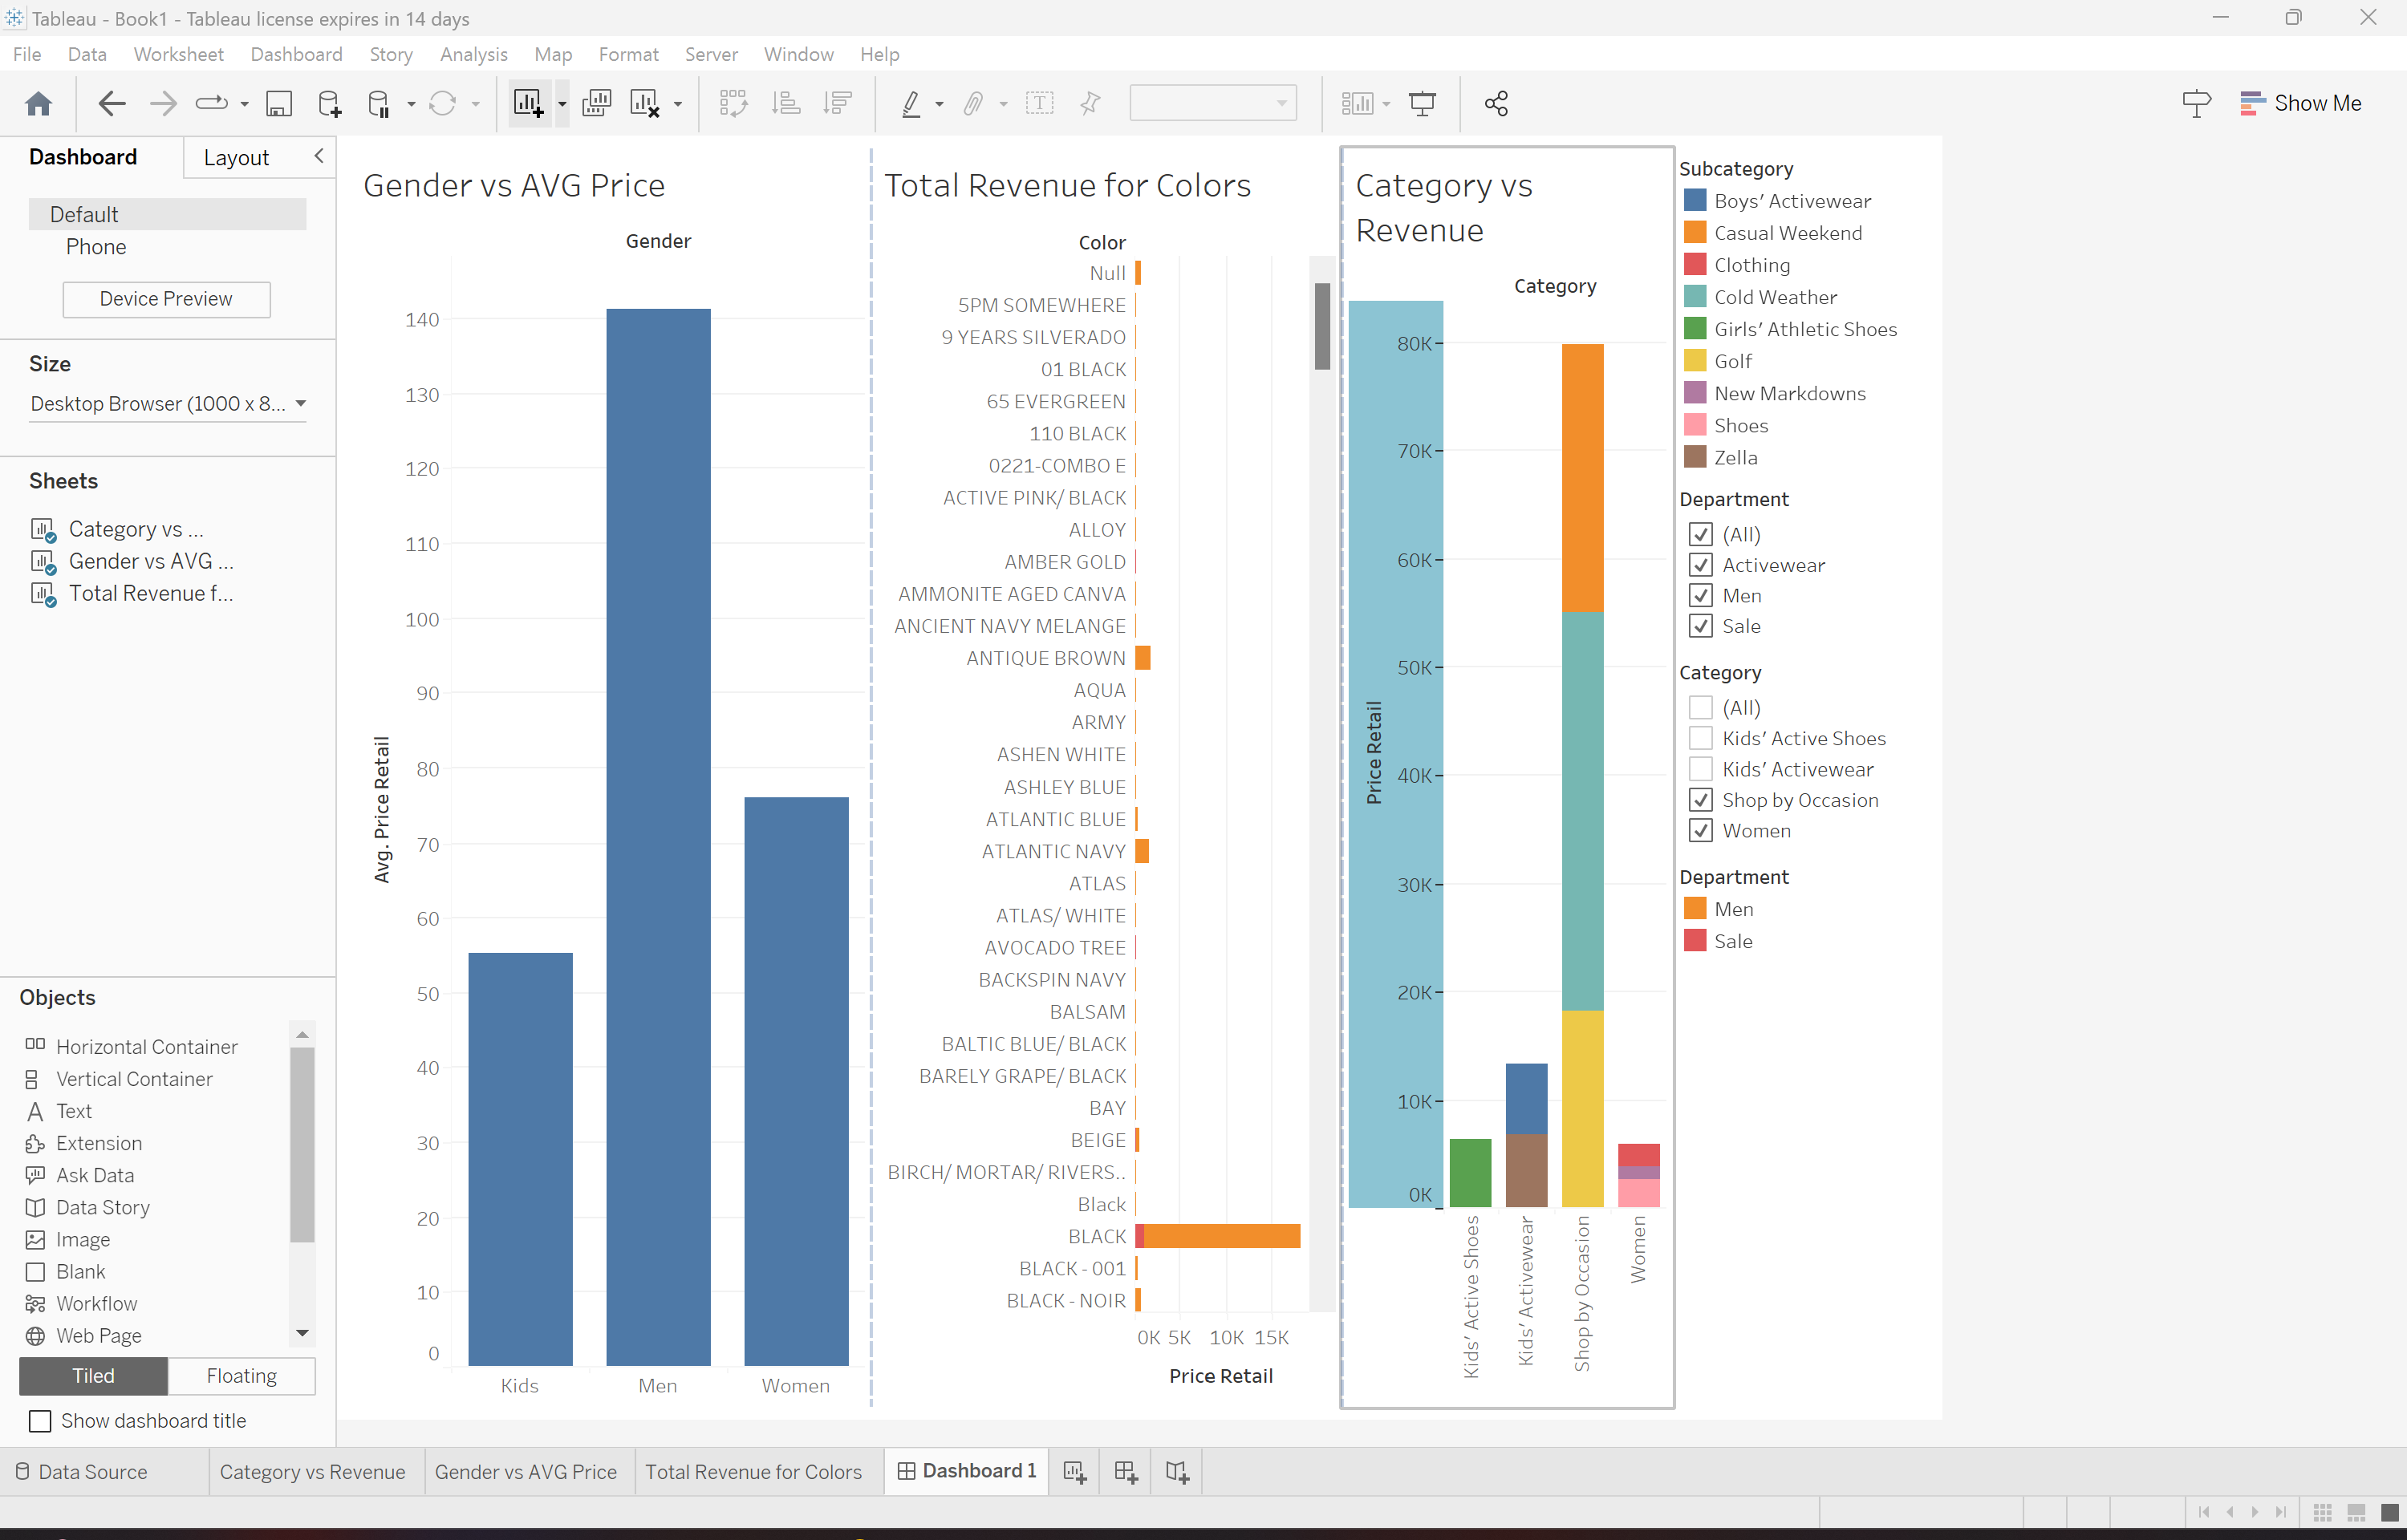 Tableau - Book1 - Tableau license expires in 14 days
File Data Worksheet Dashboard Story Analysis Map Format Server Window Help
Show Me
Dashboard Layout
Default
Phone
Device Preview
Size
Desktop Browser (1000 x 8...
Sheets
Category vs ...
Gender vs AVG ...
Total Revenue f...
Objects
Horizontal Container
Vertical Container
Text
Extension
Ask Data
Data Story
Image
Blank
Workflow
Web Page
Tiled Floating
Show dashboard title
Gender vs AVG Price
Gender
Avg. Price Retail
140
130
120
110
100
90
80
70
60
50
40
30
20
10
0
Kids Men Women
Total Revenue for Colors
Color
Null
5PM SOMEWHERE
9 YEARS SILVERADO
01 BLACK
65 EVERGREEN
110 BLACK
0221-COMBO E
ACTIVE PINK/ BLACK
ALLOY
AMBER GOLD
AMMONITE AGED CANVA
ANCIENT NAVY MELANGE
ANTIQUE BROWN
AQUA
ARMY
ASHEN WHITE
ASHLEY BLUE
ATLANTIC BLUE
ATLANTIC NAVY
ATLAS
ATLAS/ WHITE
AVOCADO TREE
BACKSPIN NAVY
BALSAM
BALTIC BLUE/ BLACK
BARELY GRAPE/ BLACK
BAY
BEIGE
BIRCH/ MORTAR/ RIVERS..
Black
BLACK
BLACK - 001
BLACK - NOIR
0K 5K 10K 15K
Price Retail
Category vs
Revenue
Category
Price Retail
80K
70K
60K
50K
40K
30K
20K
10K
0K
Kids' Active Shoes
Kids' Activewear
Shop by Occasion
Women
Subcategory
Boys' Activewear
Casual Weekend
Clothing
Cold Weather
Girls' Athletic Shoes
Golf
New Markdowns
Shoes
Zella
Department
(All)
Activewear
Men
Sale
Category
(All)
Kids' Active Shoes
Kids' Activewear
Shop by Occasion
Women
Department
Men
Sale
Data Source Category vs Revenue Gender vs AVG Price Total Revenue for Colors Dashboard 1